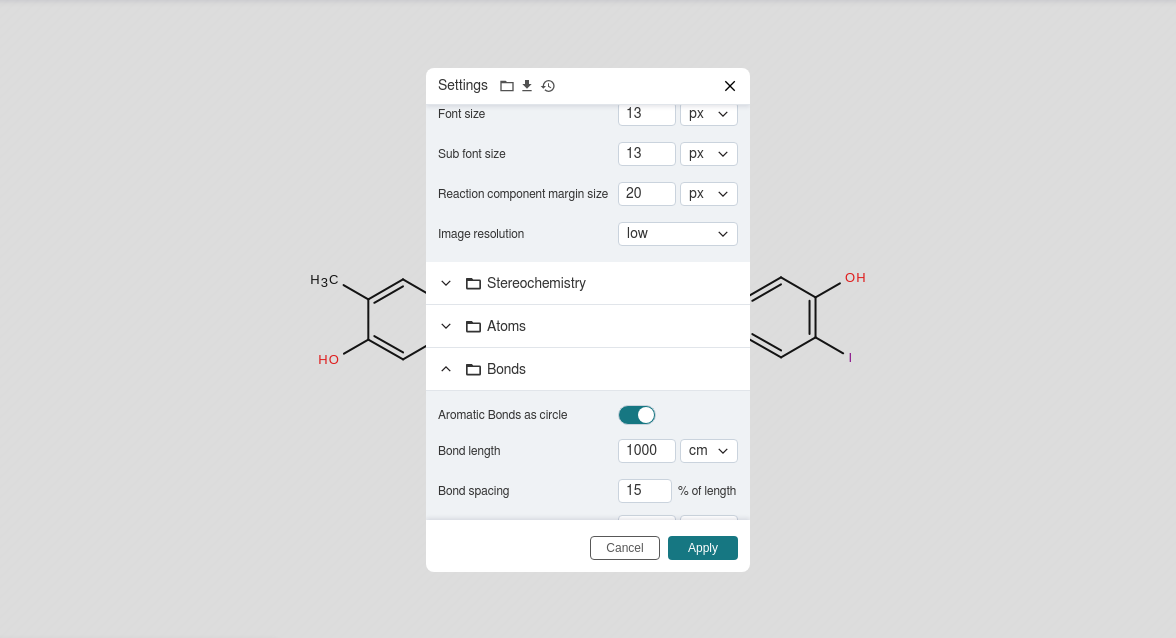 Settings
Font size 13 px
Sub font size 13 px
Reaction component margin size 20 px
Image resolution low
Stereochemistry
Atoms
Bonds
Aromatic Bonds as circle
Bond length 1000 cm
Bond spacing 15 % of length
Cancel Apply
H3C
HO
OH
I